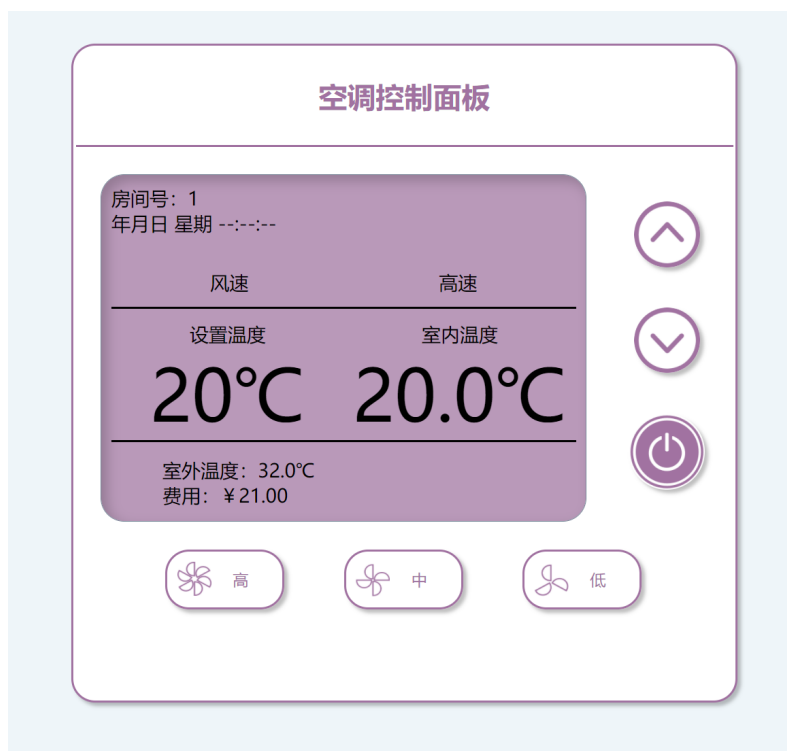 空调控制面板
房间号：1
年月日 星期 --:--:--
风速 高速
设置温度 室内温度
20℃ 20.0℃
室外温度：32.0℃
费用：￥21.00
高 中 低